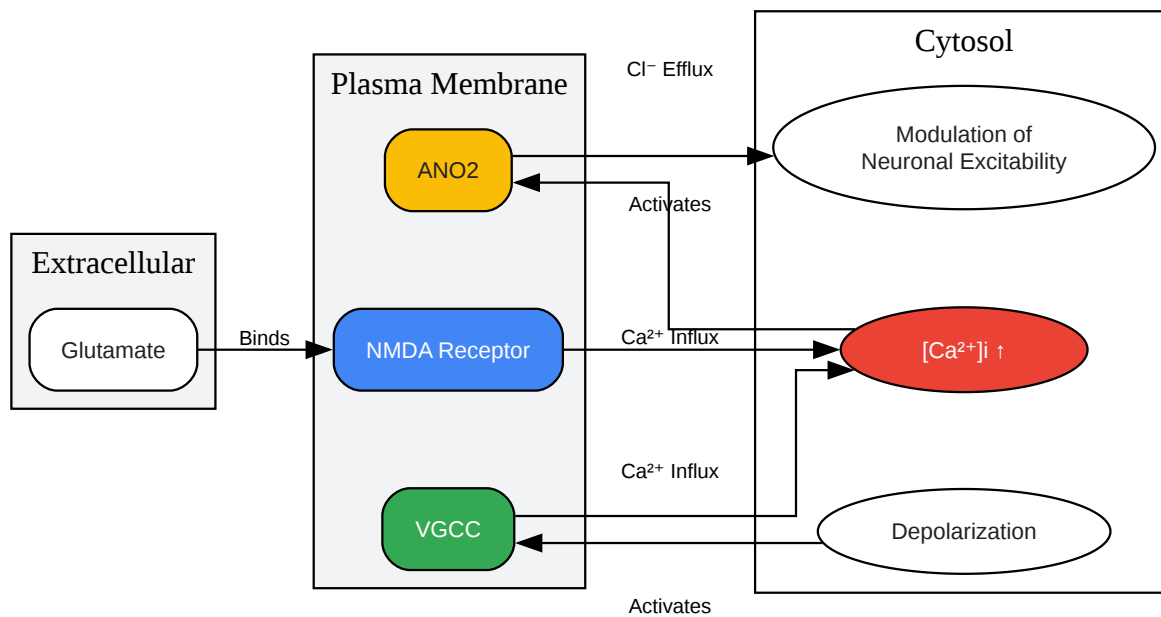 Cytosol
Plasma Membrane
Cl⁻ Efflux
Modulation of
Neuronal Excitability
ANO2
Activates
Extracellular
Glutamate
Binds
NMDA Receptor
Ca²⁺ Influx
[Ca²⁺]i ↑
Ca²⁺ Influx
VGCC
Depolarization
Activates